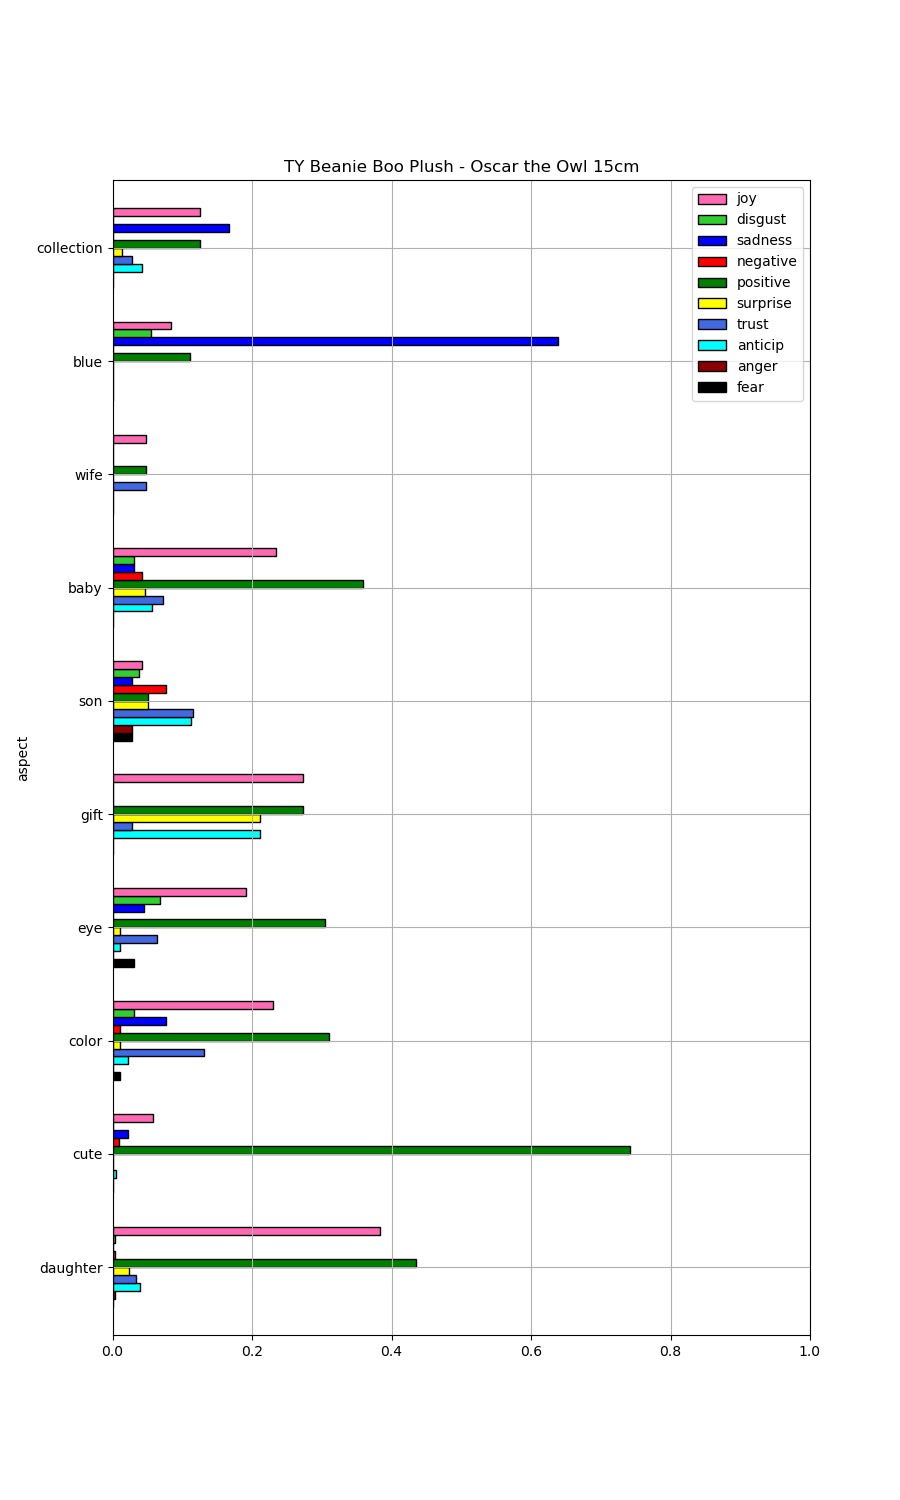 TY Beanie Boo Plush - Oscar the Owl 15cm
joy
disgust
sadness
negative
positive
surprise
trust
anticip
anger
fear
collection
blue
wife
baby
son
gift
eye
color
cute
daughter
aspect
0.0 0.2 0.4 0.6 0.8 1.0